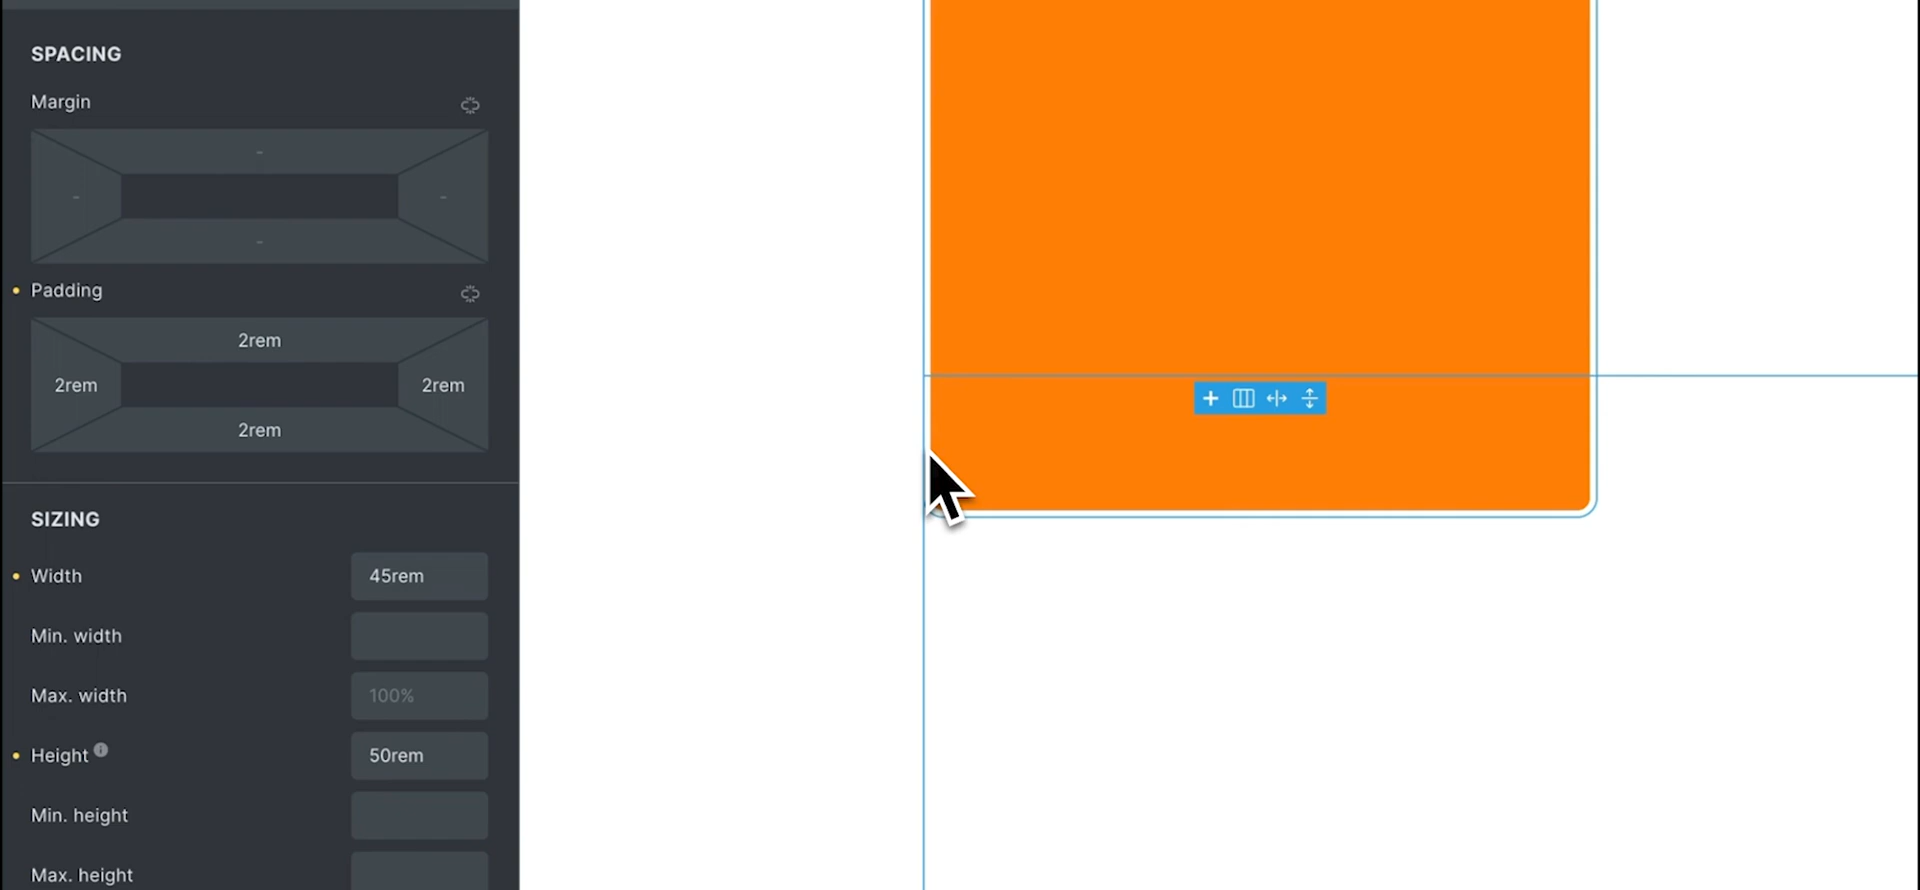 SPACING
Margin
-
- -
-
Padding
2rem
2rem 2rem
2rem
SIZING
Width 45rem
Min. width
Max. width 100%
Height 50rem
Min. height
Max. height